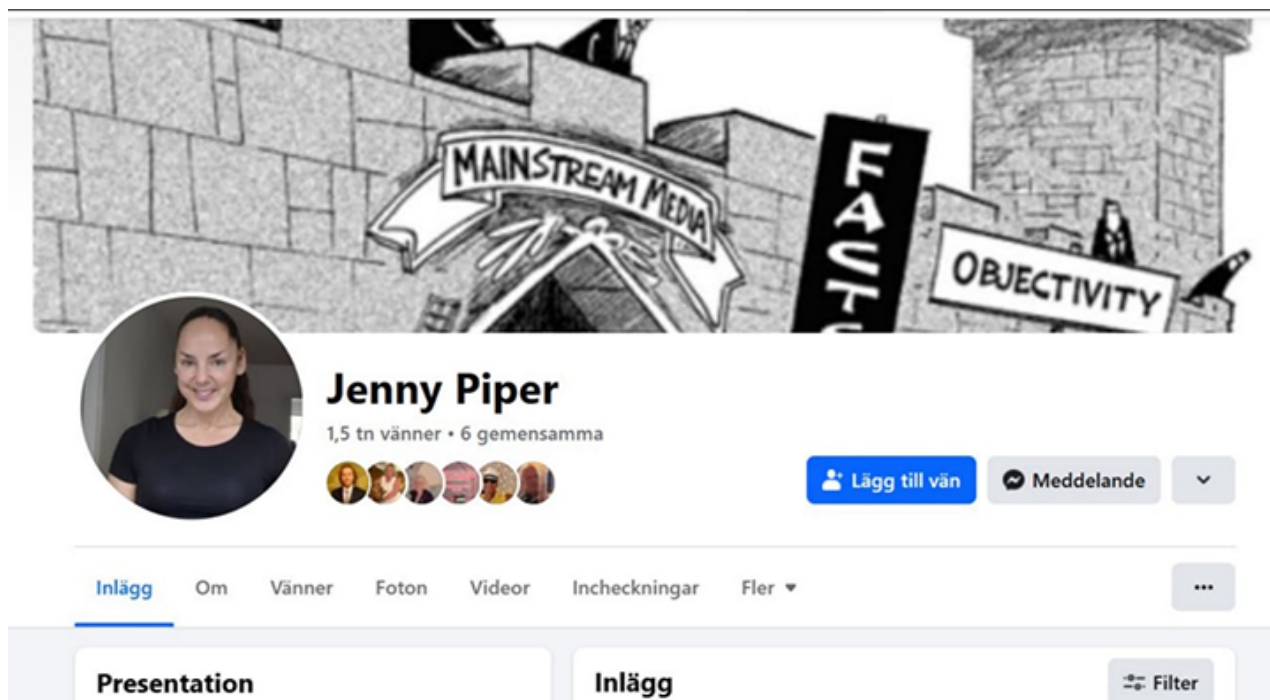 MAINSTREAM MEDIA
FACTS
OBJECTIVITY
Jenny Piper
1,5 tn vänner • 6 gemensamma
Lägg till vän
Meddelande
Inlägg Om Vänner Foton Videor Incheckningar Fler
Presentation
Inlägg
Filter